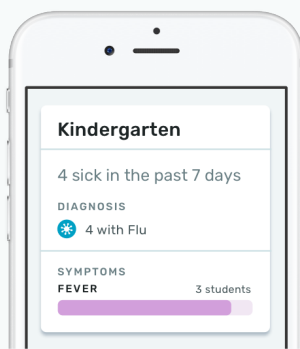 Kindergarten
4 sick in the past 7 days
DIAGNOSIS
4 with Flu
SYMPTOMS
FEVER 3 students